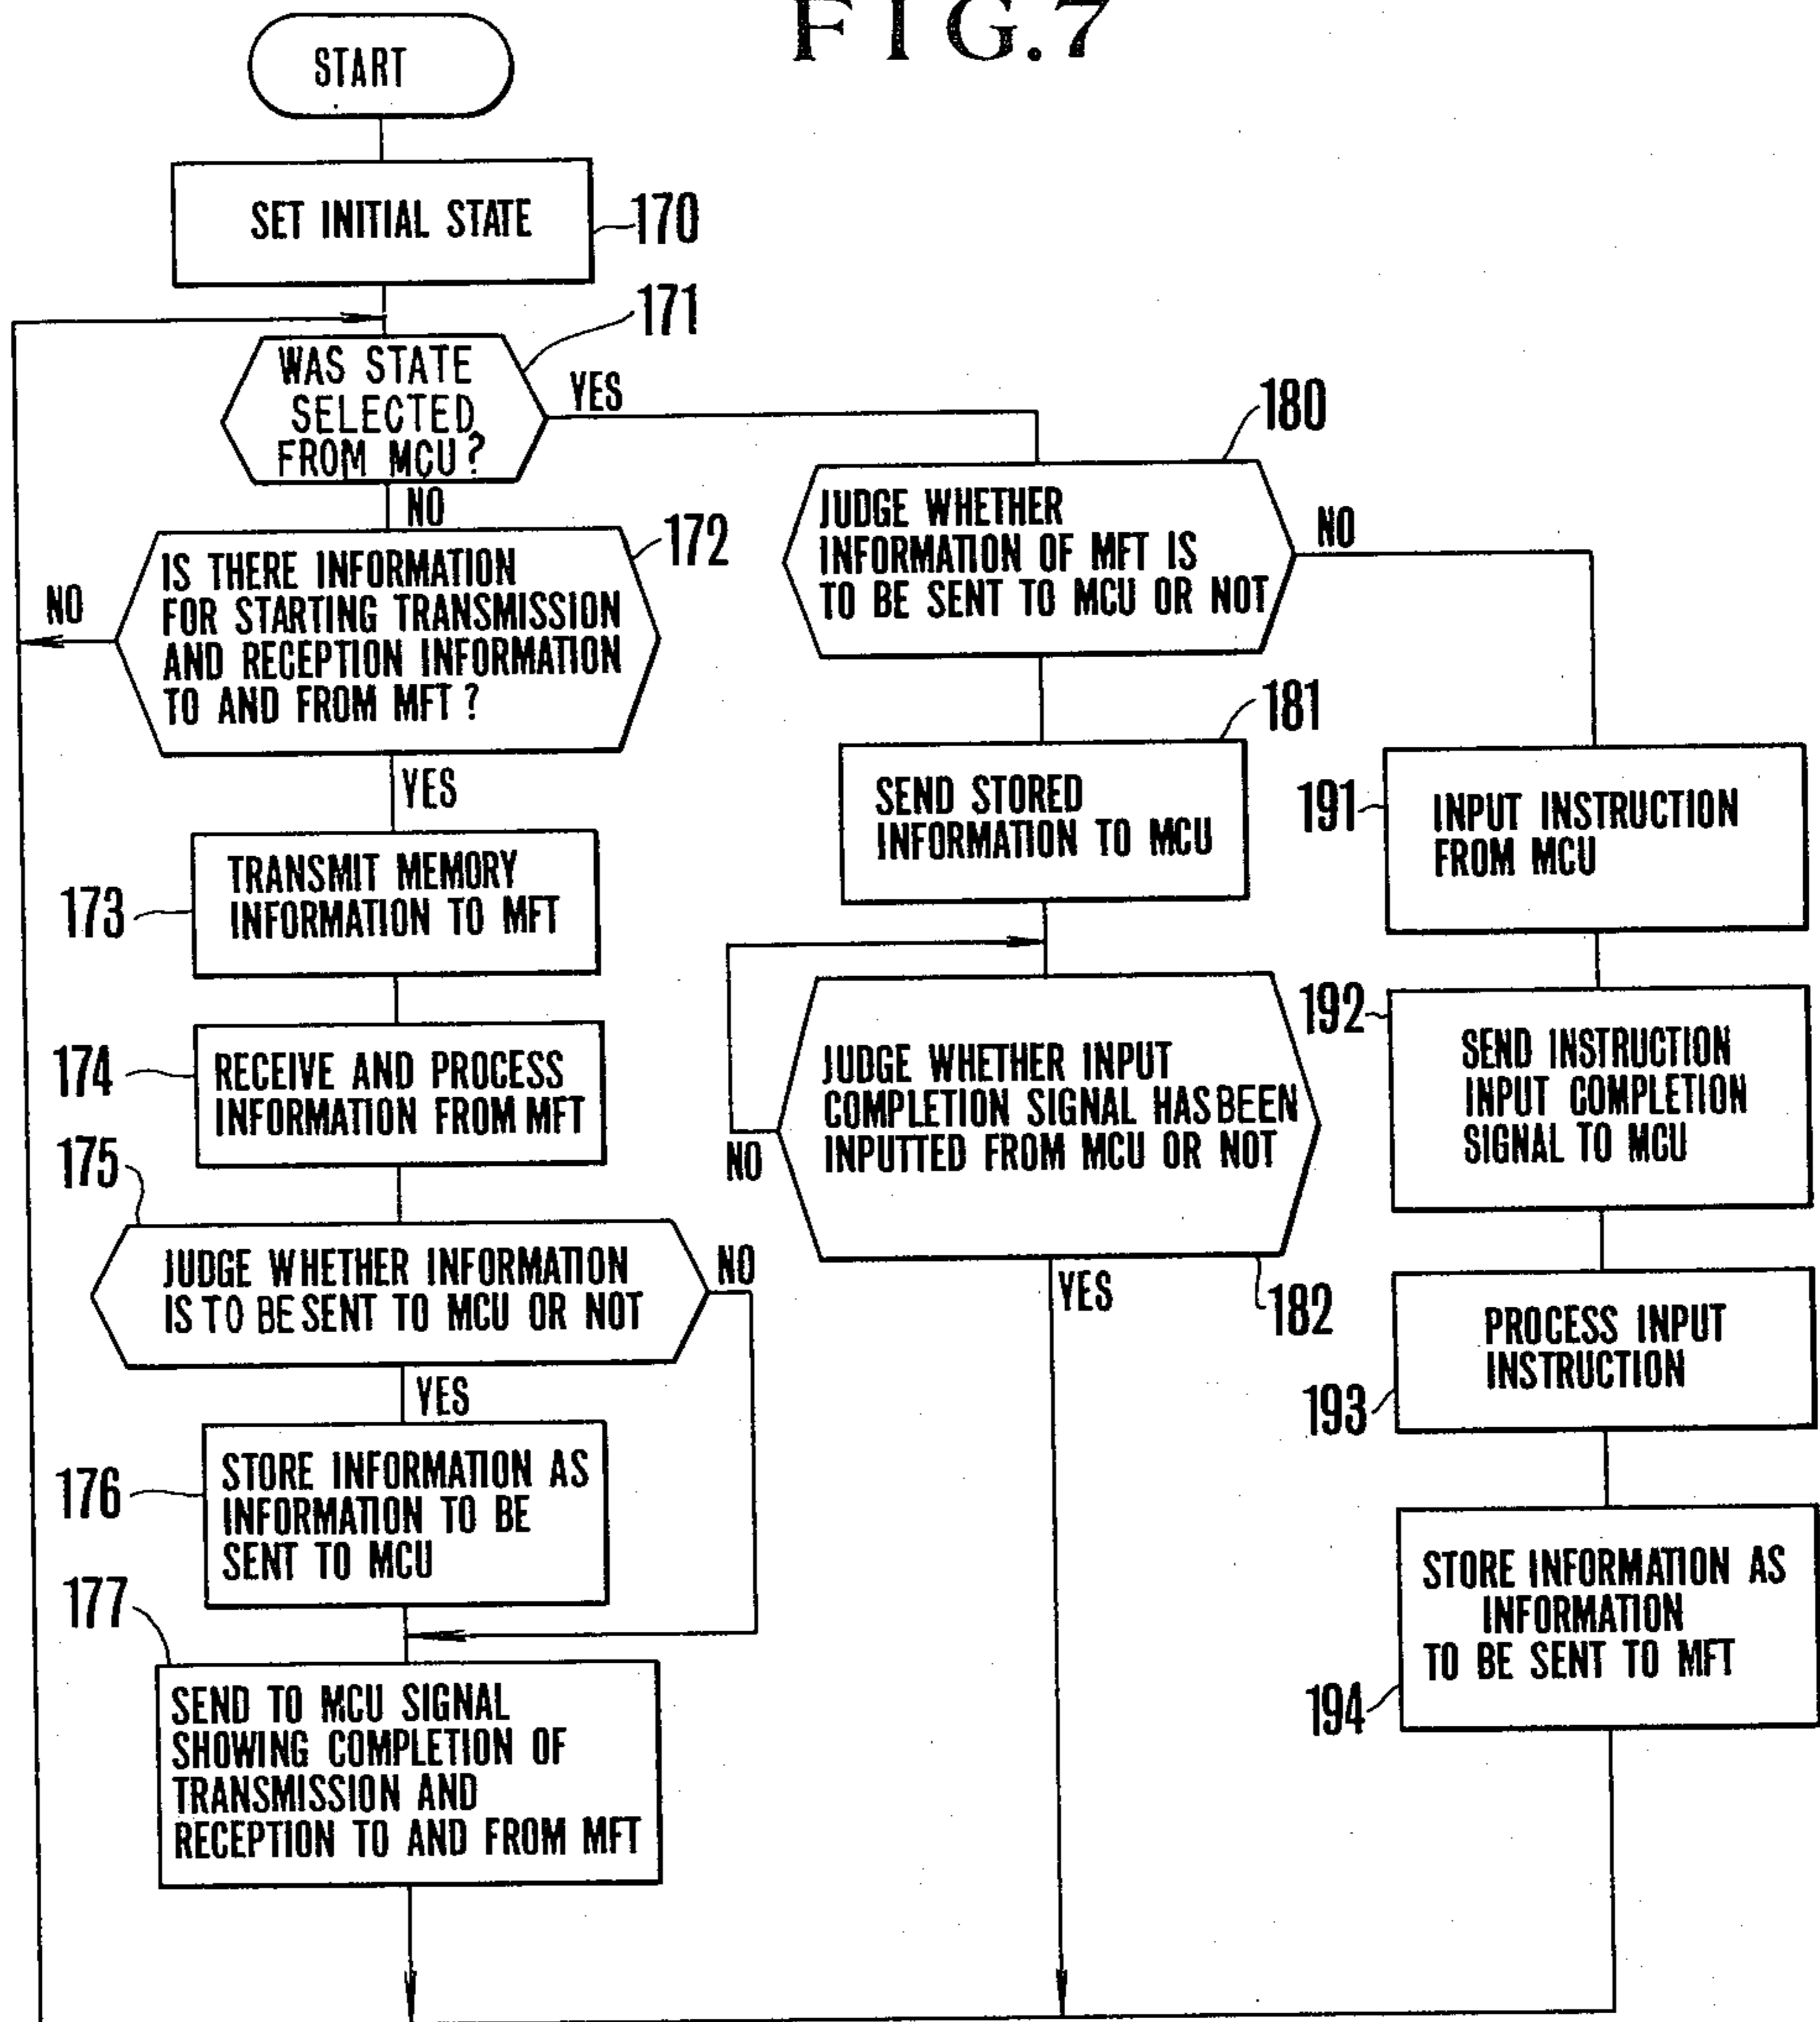 FIG.7
START
SET INITIAL STATE
170
171
WAS STATE
SELECTED
FROM MCU?
YES
NO
172
IS THERE INFORMATION
FOR STARTING TRANSMISSION
AND RECEPTION INFORMATION
TO AND FROM MFT?
NO
YES
173
TRANSMIT MEMORY
INFORMATION TO MFT
174
RECEIVE AND PROCESS
INFORMATION FROM MFT
175
JUDGE WHETHER INFORMATION
IS TO BE SENT TO MCU OR NOT
NO
YES
176
STORE INFORMATION AS
INFORMATION TO BE
SENT TO MCU
177
SEND TO MCU SIGNAL
SHOWING COMPLETION OF
TRANSMISSION AND
RECEPTION TO AND FROM MFT
180
JUDGE WHETHER
INFORMATION OF MFT IS
TO BE SENT TO MCU OR NOT
NO
181
SEND STORED
INFORMATION TO MCU
JUDGE WHETHER INPUT
COMPLETION SIGNAL HAS BEEN
INPUTTED FROM MCU OR NOT
NO
YES
182
191
INPUT INSTRUCTION
FROM MCU
192
SEND INSTRUCTION
INPUT COMPLETION
SIGNAL TO MCU
PROCESS INPUT
INSTRUCTION
193
STORE INFORMATION AS
INFORMATION
TO BE SENT TO MFT
194